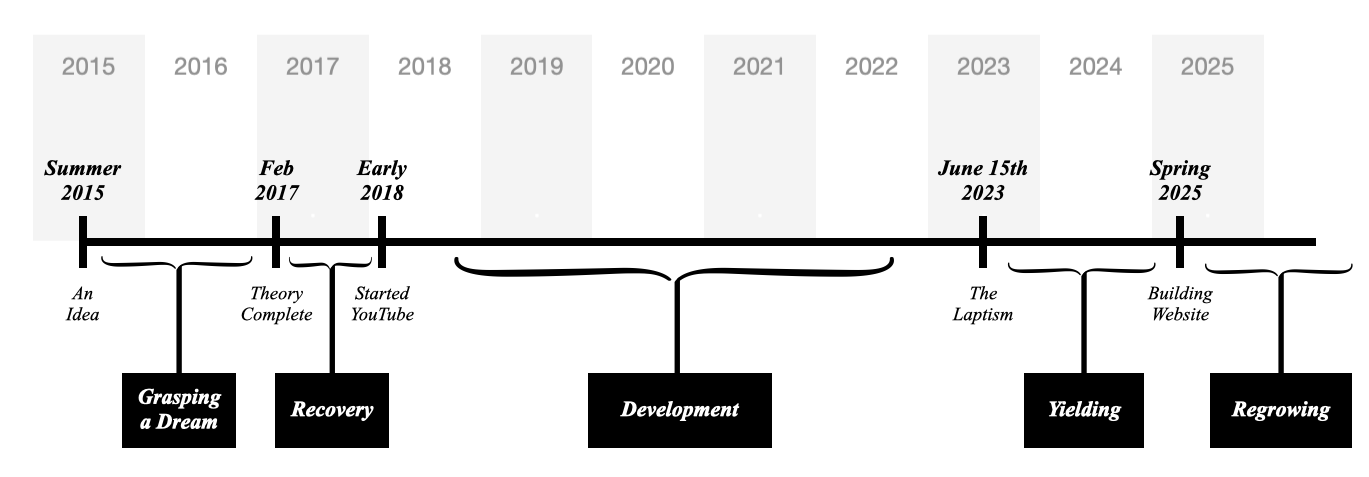 2015 2016 2017 2018 2019 2020 2021 2022 2023 2024 2025
Summer
2015
Feb
2017
Early
2018
June 15th
2023
Spring
2025
An
Idea
Theory
Complete
Started
YouTube
The
Laptism
Building
Website
Grasping
a Dream
Recovery
Development
Yielding
Regrowing